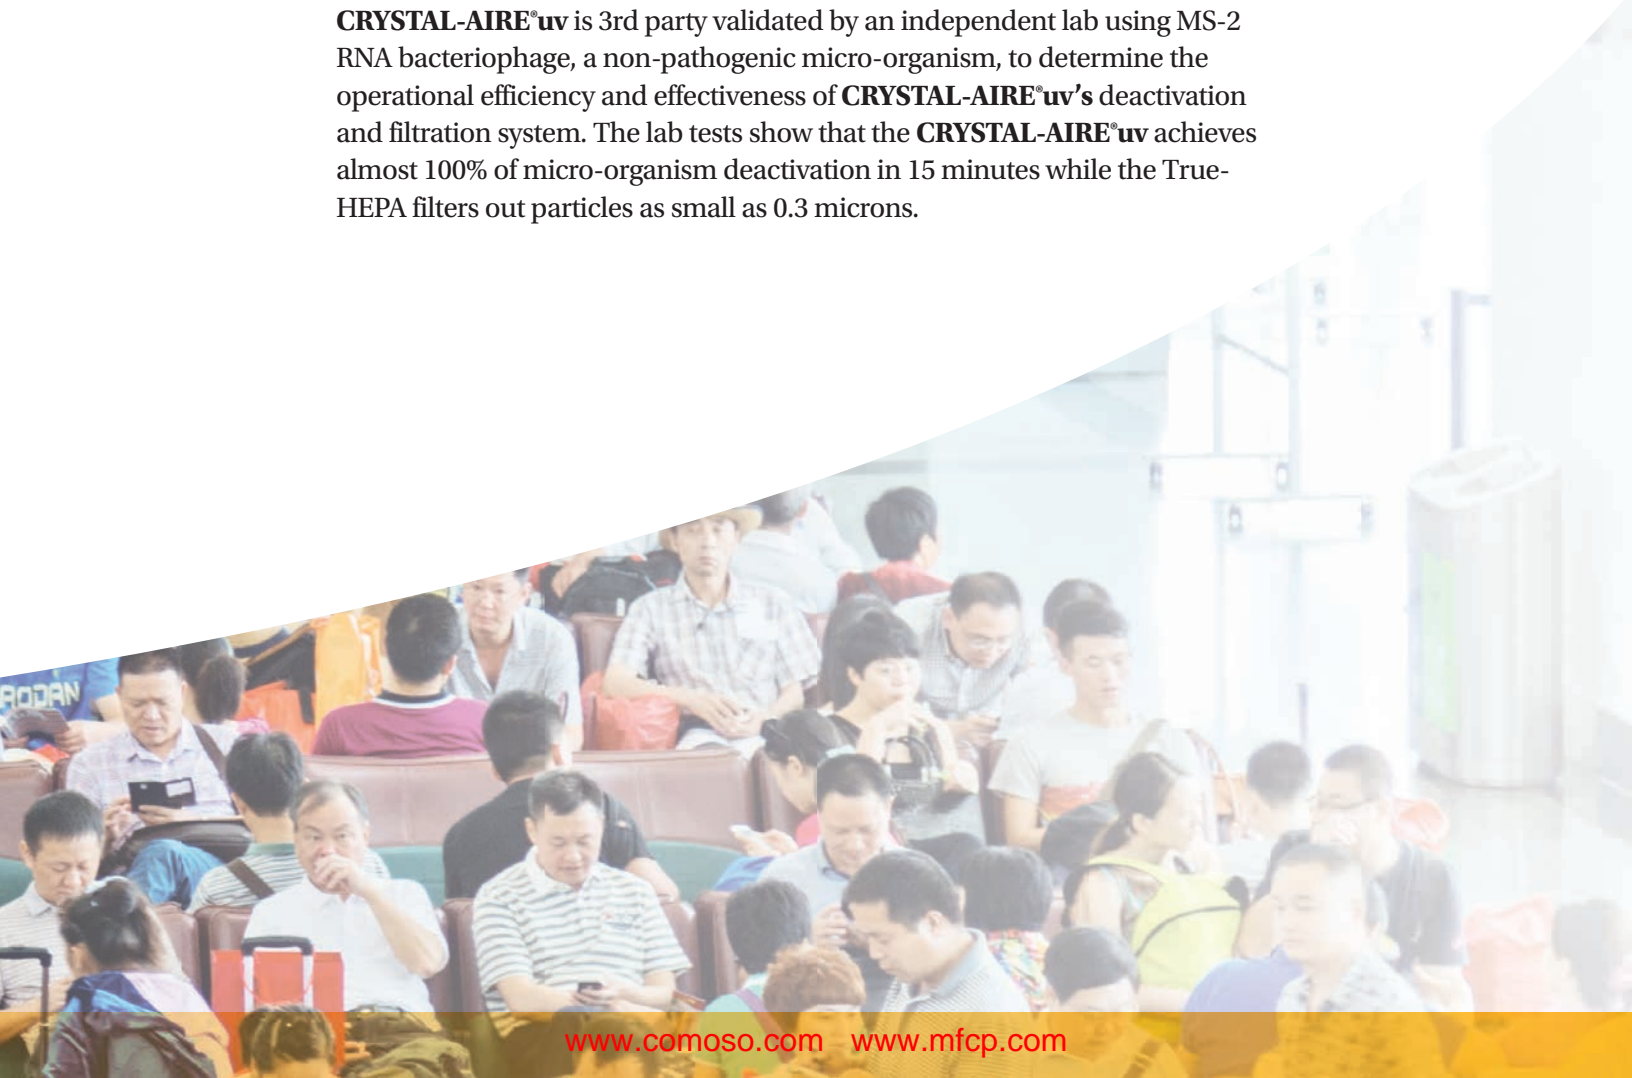 CRYSTAL-AIRE®uv is 3rd party validated by an independent lab using MS-2
RNA bacteriophage, a non-pathogenic micro-organism, to determine the
operational efficiency and effectiveness of CRYSTAL-AIRE®uv’s deactivation
and filtration system. The lab tests show that the CRYSTAL-AIRE®uv achieves
almost 100% of micro-organism deactivation in 15 minutes while the True-
HEPA filters out particles as small as 0.3 microns.
AODAN
www.comoso.com www.mfcp.com